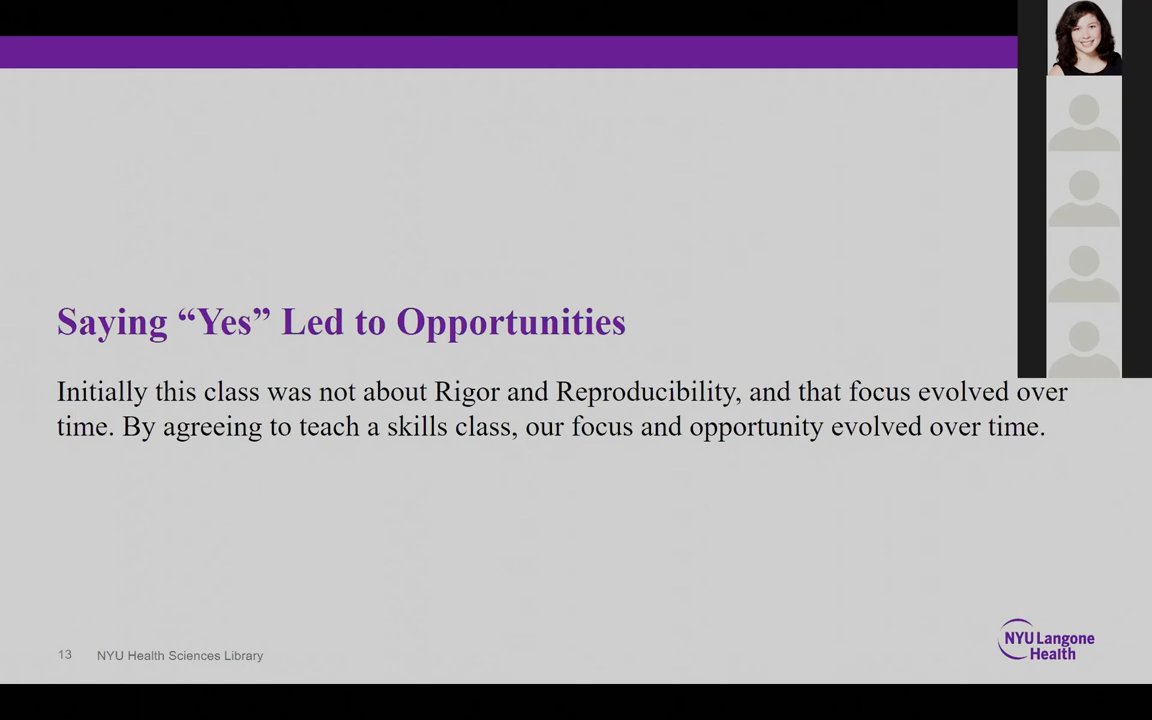 Saying “Yes” Led to Opportunities
Initially this class was not about Rigor and Reproducibility, and that focus evolved over
time. By agreeing to teach a skills class, our focus and opportunity evolved over time.
13 NYU Health Sciences Library
NYU Langone
Health